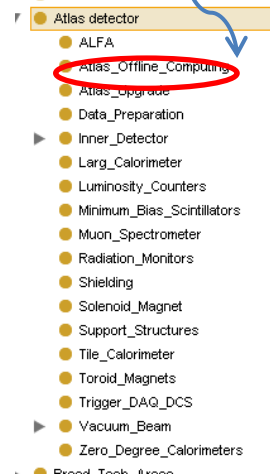 Atlas detector
ALFA
Atlas_Offline_Computing
Atlas_Upgrade
Data_Preparation
Inner_Detector
Larg_Calorimeter
Luminosity_Counters
Minimum_Bias_Scintillators
Muon_Spectrometer
Radiation_Monitors
Shielding
Solenoid_Magnet
Support_Structures
Tile_Calorimeter
Toroid_Magnets
Trigger_DAQ_DCS
Vacuum_Beam
Zero_Degree_Calorimeters